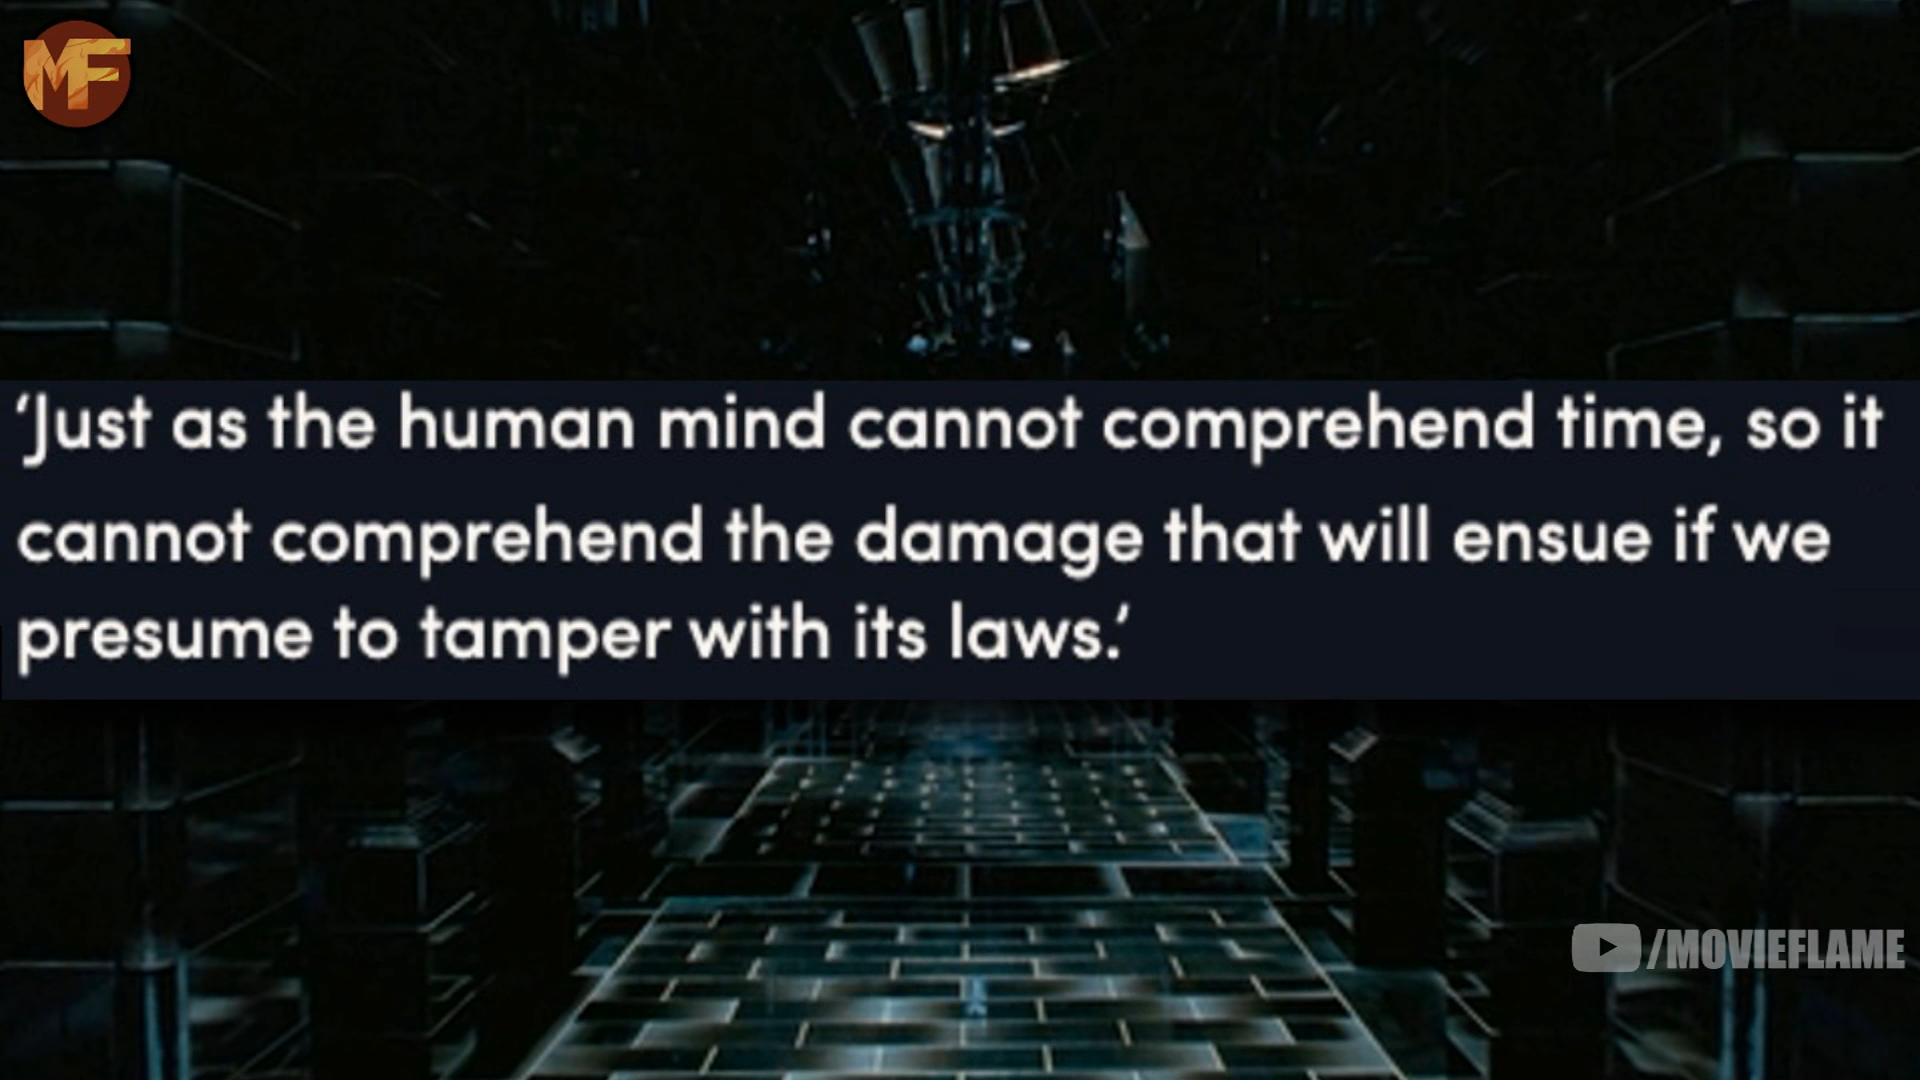 MF
‘Just as the human mind cannot comprehend time, so it
cannot comprehend the damage that will ensue if we
presume to tamper with its laws.’
/MOVIEFLAME